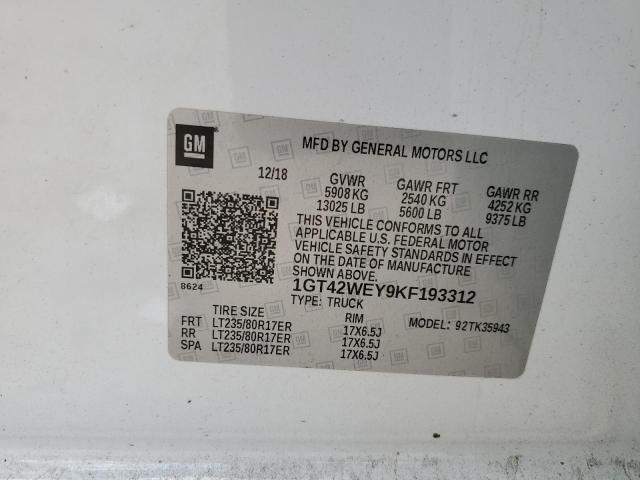 GM
MFD BY GENERAL MOTORS LLC
12/18 GVWR GAWR FRT GAWR RR
5908 KG 2540 KG 4252 KG
13025 LB 5600 LB 9375 LB
THIS VEHICLE CONFORMS TO ALL
APPLICABLE U.S. FEDERAL MOTOR
VEHICLE SAFETY STANDARDS IN EFFECT
ON THE DATE OF MANUFACTURE
SHOWN ABOVE.
8624
1GT42WEY9KF193312
TYPE: TRUCK
TIRE SIZE RIM MODEL: 92TK35943
FRT LT235/80R17ER 17X6.5J
RR LT235/80R17ER 17X6.5J
SPA LT235/80R17ER 17X6.5J